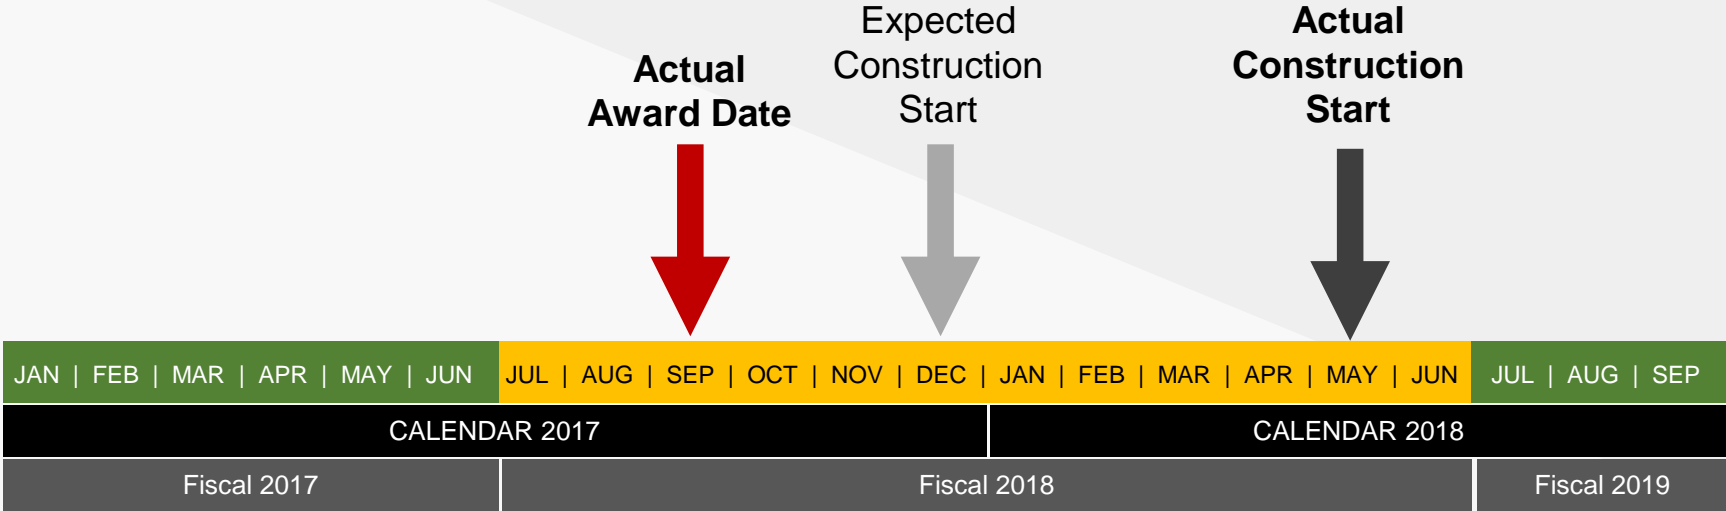 Actual
Award Date
Expected
Construction
Start
Actual
Construction
Start
JAN | FEB | MAR | APR | MAY | JUN JUL | AUG | SEP | OCT | NOV | DEC | JAN | FEB | MAR | APR | MAY | JUN JUL | AUG | SEP
CALENDAR 2017 CALENDAR 2018
Fiscal 2017 Fiscal 2018 Fiscal 2019